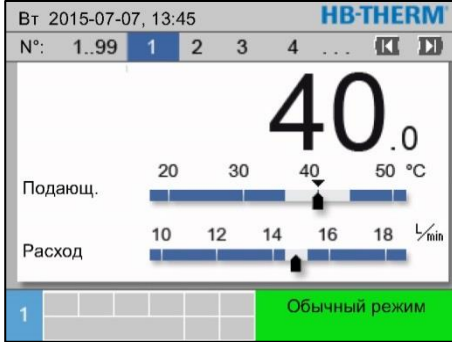 Вт 2015-07-07, 13:45 HB-THERM
N°: 1..99 1 2 3 4 ...
40.0
20 30 40 50 °C
Подающ.
10 12 14 16 18 L/min
Расход
1 Обычный режим